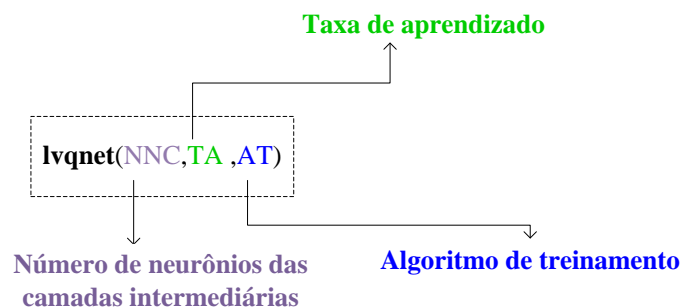 Taxa de aprendizado
lvqnet(NNC,TA ,AT)
Número de neurônios das
camadas intermediárias
Algoritmo de treinamento